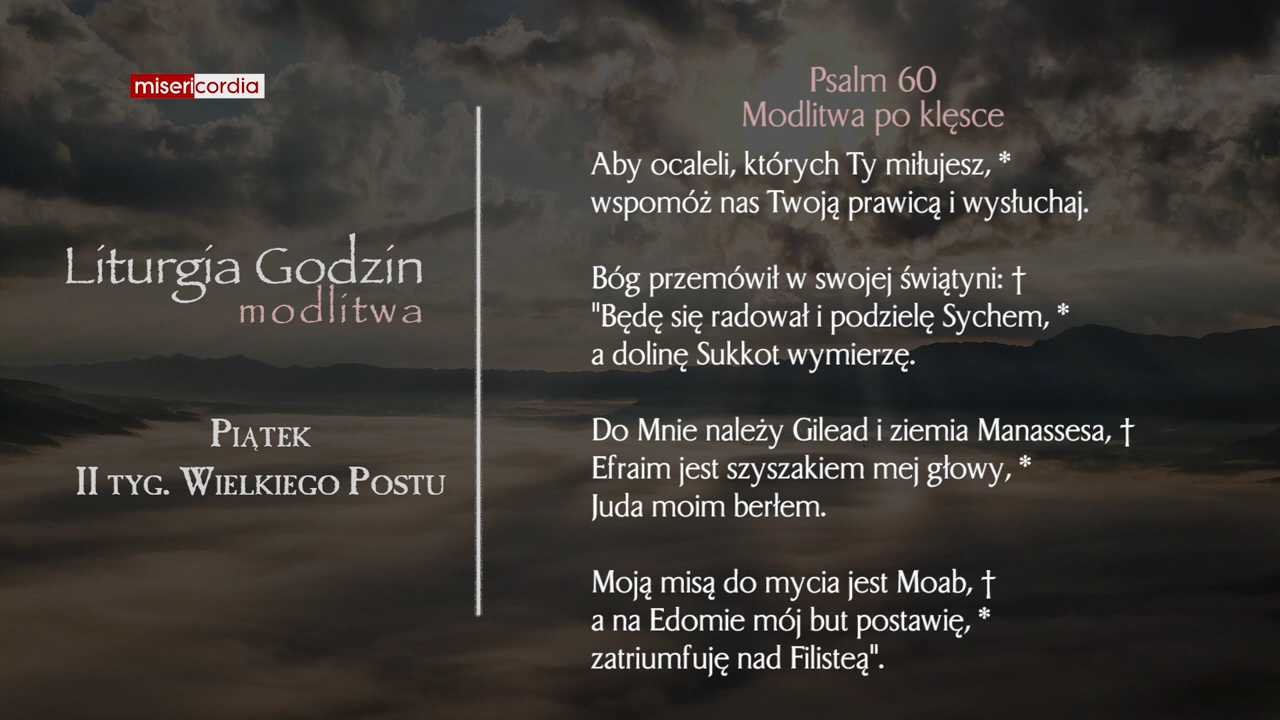 misericordia
Liturgia Godzin
modlitwa
Piątek
II tyg. Wielkiego Postu
Psalm 60
Modlitwa po klęsce
Aby ocaleli, których Ty miłujesz, *
wspomóż nas Twoją prawicą i wysłuchaj.
Bóg przemówił w swojej świątyni: †
"Będę się radował i podzielę Sychem, *
a dolinę Sukkot wymierzę.
Do Mnie należy Gilead i ziemia Manassesa, †
Efraim jest szyszakiem mej głowy, *
Juda moim berłem.
Moją misą do mycia jest Moab, †
a na Edomie mój but postawię, *
zatriumfuję nad Filisteą".